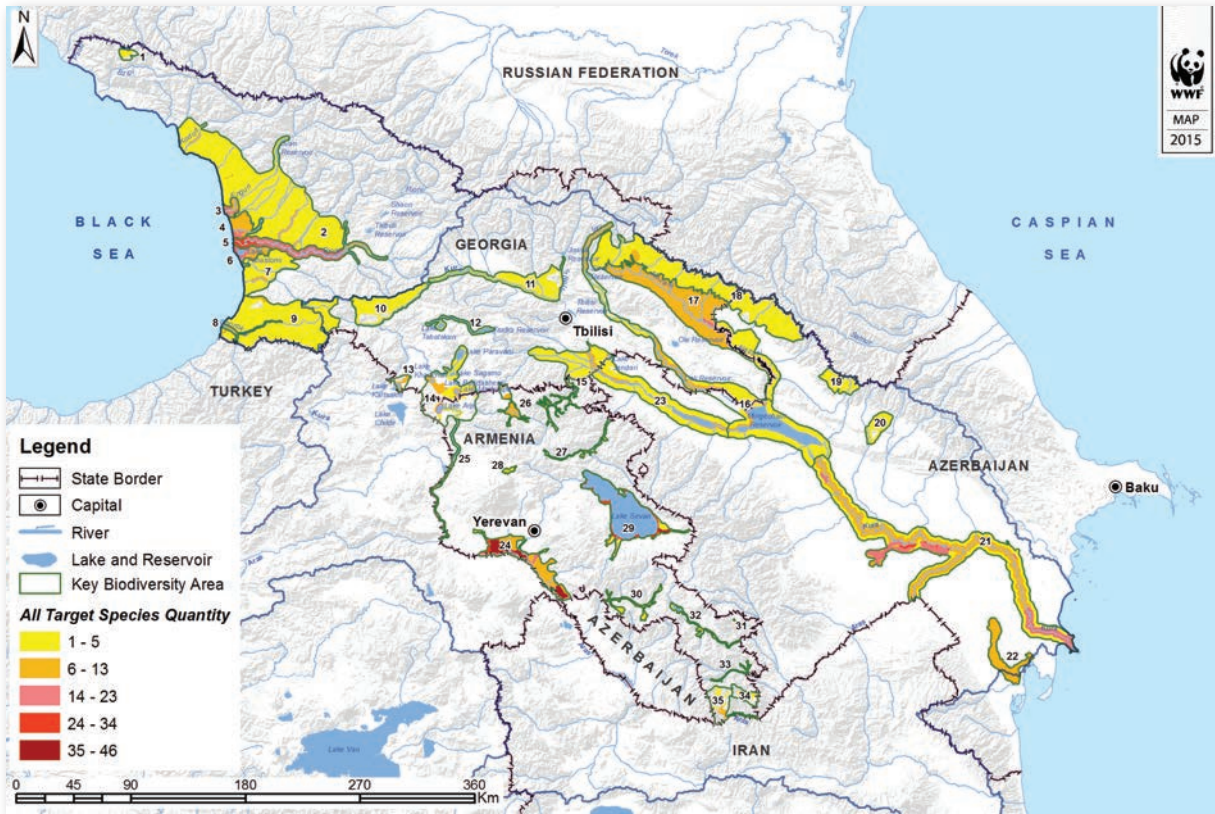 N
WWF
MAP
2015
RUSSIAN FEDERATION
BLACK
SEA
CASPIAN
SEA
GEORGIA
Tbilisi
TURKEY
ARMENIA
AZERBAIJAN
Baku
Yerevan
Lake Sevan
AZERBAIJAN
IRAN
Lake Van
Terek
Kura
Aras
1
2
3
4
5
6
7
8
9
10
11
12
13
14
15
16
17
18
19
20
21
22
23
24
25
26
27
28
29
30
31
32
33
34
35
Legend
State Border
Capital
River
Lake and Reservoir
Key Biodiversity Area
All Target Species Quantity
1 - 5
6 - 13
14 - 23
24 - 34
35 - 46
0 45 90 180 270 360
Km